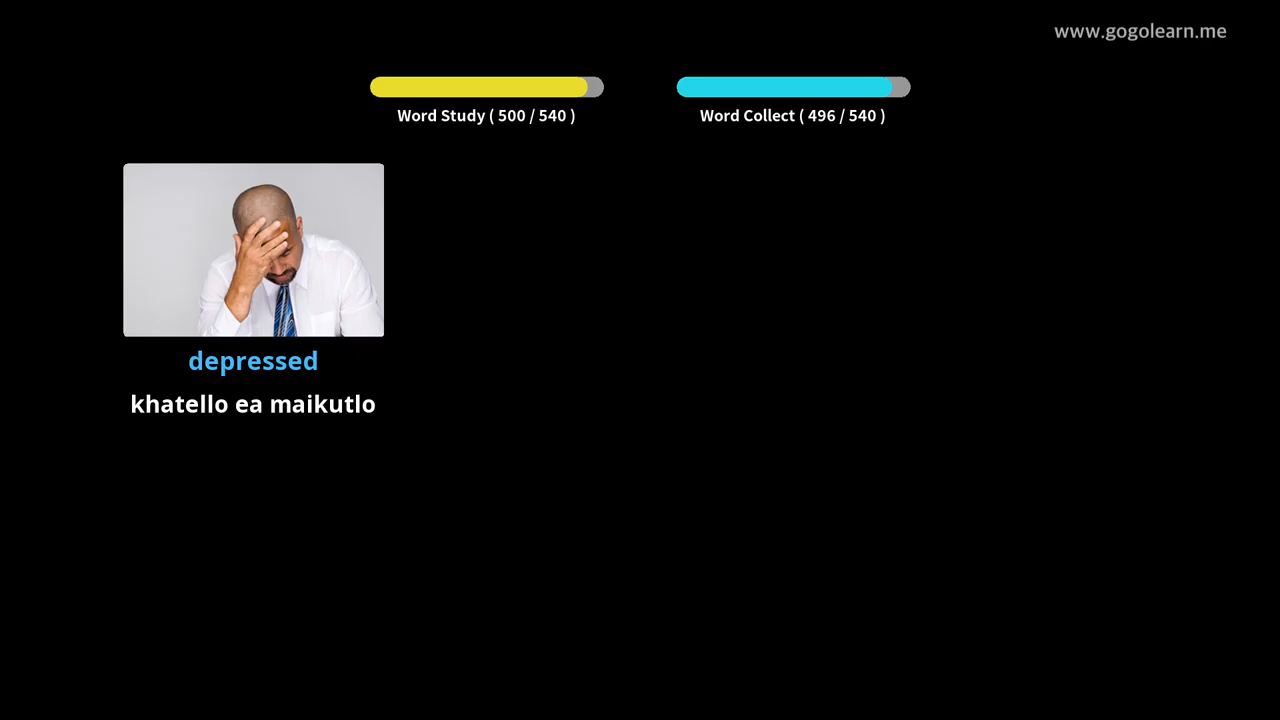 www.gogolearn.me
Word Study ( 500 / 540 )
Word Collect ( 496 / 540 )
depressed
khatello ea maikutlo